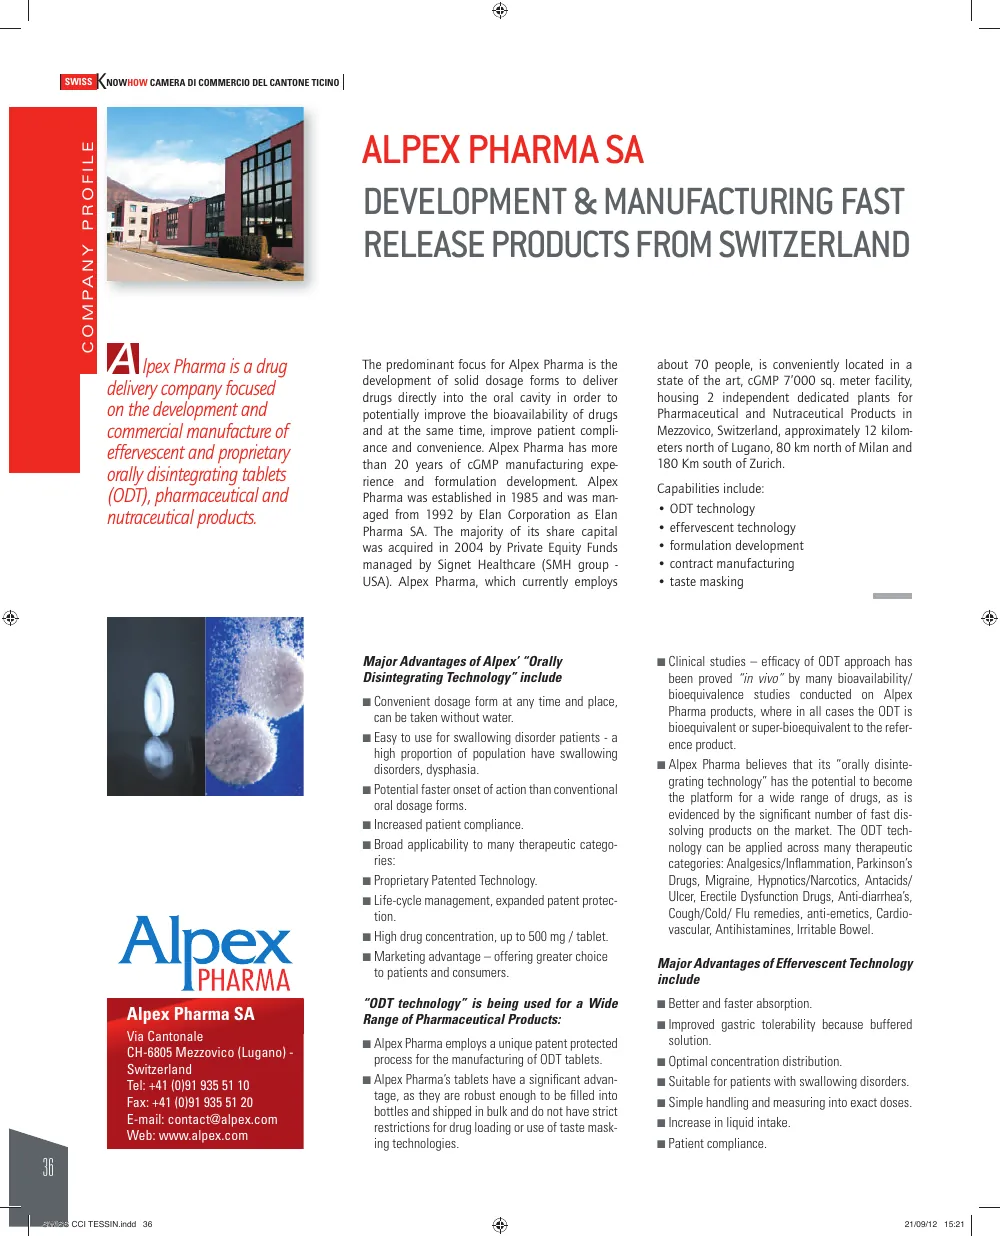 SWISS KNOWHOW CAMERA DI COMMERCIO DEL CANTONE TICINO
COMPANY PROFILE
ALPEX PHARMA SA
DEVELOPMENT & MANUFACTURING FAST
RELEASE PRODUCTS FROM SWITZERLAND
Alpex Pharma is a drug
delivery company focused
on the development and
commercial manufacture of
effervescent and proprietary
orally disintegrating tablets
(ODT), pharmaceutical and
nutraceutical products.
The predominant focus for Alpex Pharma is the
development of solid dosage forms to deliver
drugs directly into the oral cavity in order to
potentially improve the bioavailability of drugs
and at the same time, improve patient compli-
ance and convenience. Alpex Pharma has more
than 20 years of cGMP manufacturing expe-
rience and formulation development. Alpex
Pharma was established in 1985 and was man-
aged from 1992 by Elan Corporation as Elan
Pharma SA. The majority of its share capital
was acquired in 2004 by Private Equity Funds
managed by Signet Healthcare (SMH group -
USA). Alpex Pharma, which currently employs
about 70 people, is conveniently located in a
state of the art, cGMP 7’000 sq. meter facility,
housing 2 independent dedicated plants for
Pharmaceutical and Nutraceutical Products in
Mezzovico, Switzerland, approximately 12 kilom-
eters north of Lugano, 80 km north of Milan and
180 Km south of Zurich.
Capabilities include:
• ODT technology
• effervescent technology
• formulation development
• contract manufacturing
• taste masking
Major Advantages of Alpex’ “Orally
Disintegrating Technology” include
■ Convenient dosage form at any time and place,
can be taken without water.
■ Easy to use for swallowing disorder patients - a
high proportion of population have swallowing
disorders, dysphasia.
■ Potential faster onset of action than conventional
oral dosage forms.
■ Increased patient compliance.
■ Broad applicability to many therapeutic catego-
ries:
■ Proprietary Patented Technology.
■ Life-cycle management, expanded patent protec-
tion.
■ High drug concentration, up to 500 mg / tablet.
■ Marketing advantage – offering greater choice
to patients and consumers.
“ODT technology” is being used for a Wide
Range of Pharmaceutical Products:
■ Alpex Pharma employs a unique patent protected
process for the manufacturing of ODT tablets.
■ Alpex Pharma’s tablets have a significant advan-
tage, as they are robust enough to be filled into
bottles and shipped in bulk and do not have strict
restrictions for drug loading or use of taste mask-
ing technologies.
■ Clinical studies – efficacy of ODT approach has
been proved “in vivo” by many bioavailability/
bioequivalence studies conducted on Alpex
Pharma products, where in all cases the ODT is
bioequivalent or super-bioequivalent to the refer-
ence product.
■ Alpex Pharma believes that its “orally disinte-
grating technology” has the potential to become
the platform for a wide range of drugs, as is
evidenced by the significant number of fast dis-
solving products on the market. The ODT tech-
nology can be applied across many therapeutic
categories: Analgesics/Inflammation, Parkinson’s
Drugs, Migraine, Hypnotics/Narcotics, Antacids/
Ulcer, Erectile Dysfunction Drugs, Anti-diarrhea’s,
Cough/Cold/ Flu remedies, anti-emetics, Cardio-
vascular, Antihistamines, Irritable Bowel.
Major Advantages of Effervescent Technology
include
■ Better and faster absorption.
■ Improved gastric tolerability because buffered
solution.
■ Optimal concentration distribution.
■ Suitable for patients with swallowing disorders.
■ Simple handling and measuring into exact doses.
■ Increase in liquid intake.
■ Patient compliance.
Alpex
PHARMA
Alpex Pharma SA
Via Cantonale
CH-6805 Mezzovico (Lugano) -
Switzerland
Tel: +41 (0)91 935 51 10
Fax: +41 (0)91 935 51 20
E-mail: contact@alpex.com
Web: www.alpex.com
36
CCI TESSIN.indd 36
21/09/12 15:21